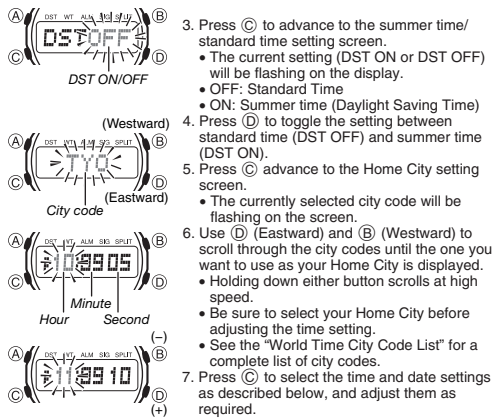 A DST WT ALM SIG SPLIT B
DST OFF
C D
DST ON/OFF
(Westward)
A DST WT ALM SIG SPLIT B
TYO
C D
(Eastward)
City code
A DST WT ALM SIG SPLIT B
10 39 05
C D
Minute
Hour Second
(–)
A DST WT ALM SIG SPLIT B
11 39 10
C D
(+)
3. Press C to advance to the summer time/
standard time setting screen.
• The current setting (DST ON or DST OFF)
will be flashing on the display.
• OFF: Standard Time
• ON: Summer time (Daylight Saving Time)
4. Press D to toggle the setting between
standard time (DST OFF) and summer time
(DST ON).
5. Press C advance to the Home City setting
screen.
• The currently selected city code will be
flashing on the screen.
6. Use D (Eastward) and B (Westward) to
scroll through the city codes until the one you
want to use as your Home City is displayed.
• Holding down either button scrolls at high
speed.
• Be sure to select your Home City before
adjusting the time setting.
• See the “World Time City Code List” for a
complete list of city codes.
7. Press C to select the time and date settings
as described below, and adjust them as
required.